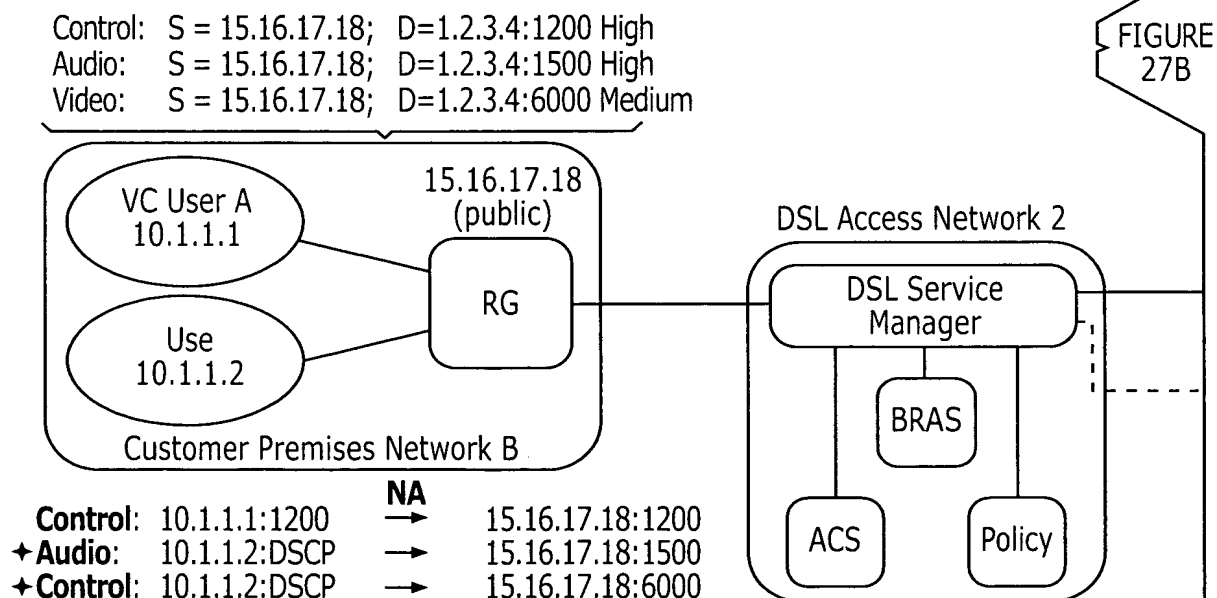 Control: S = 15.16.17.18; D=1.2.3.4:1200 High
Audio: S = 15.16.17.18; D=1.2.3.4:1500 High
Video: S = 15.16.17.18; D=1.2.3.4:6000 Medium
FIGURE
27B
VC User A
10.1.1.1
15.16.17.18
(public)
RG
Use
10.1.1.2
Customer Premises Network B
DSL Access Network 2
DSL Service
Manager
BRAS
ACS
Policy
NA
Control: 10.1.1.1:1200 → 15.16.17.18:1200
✦Audio: 10.1.1.2:DSCP → 15.16.17.18:1500
✦Control: 10.1.1.2:DSCP → 15.16.17.18:6000